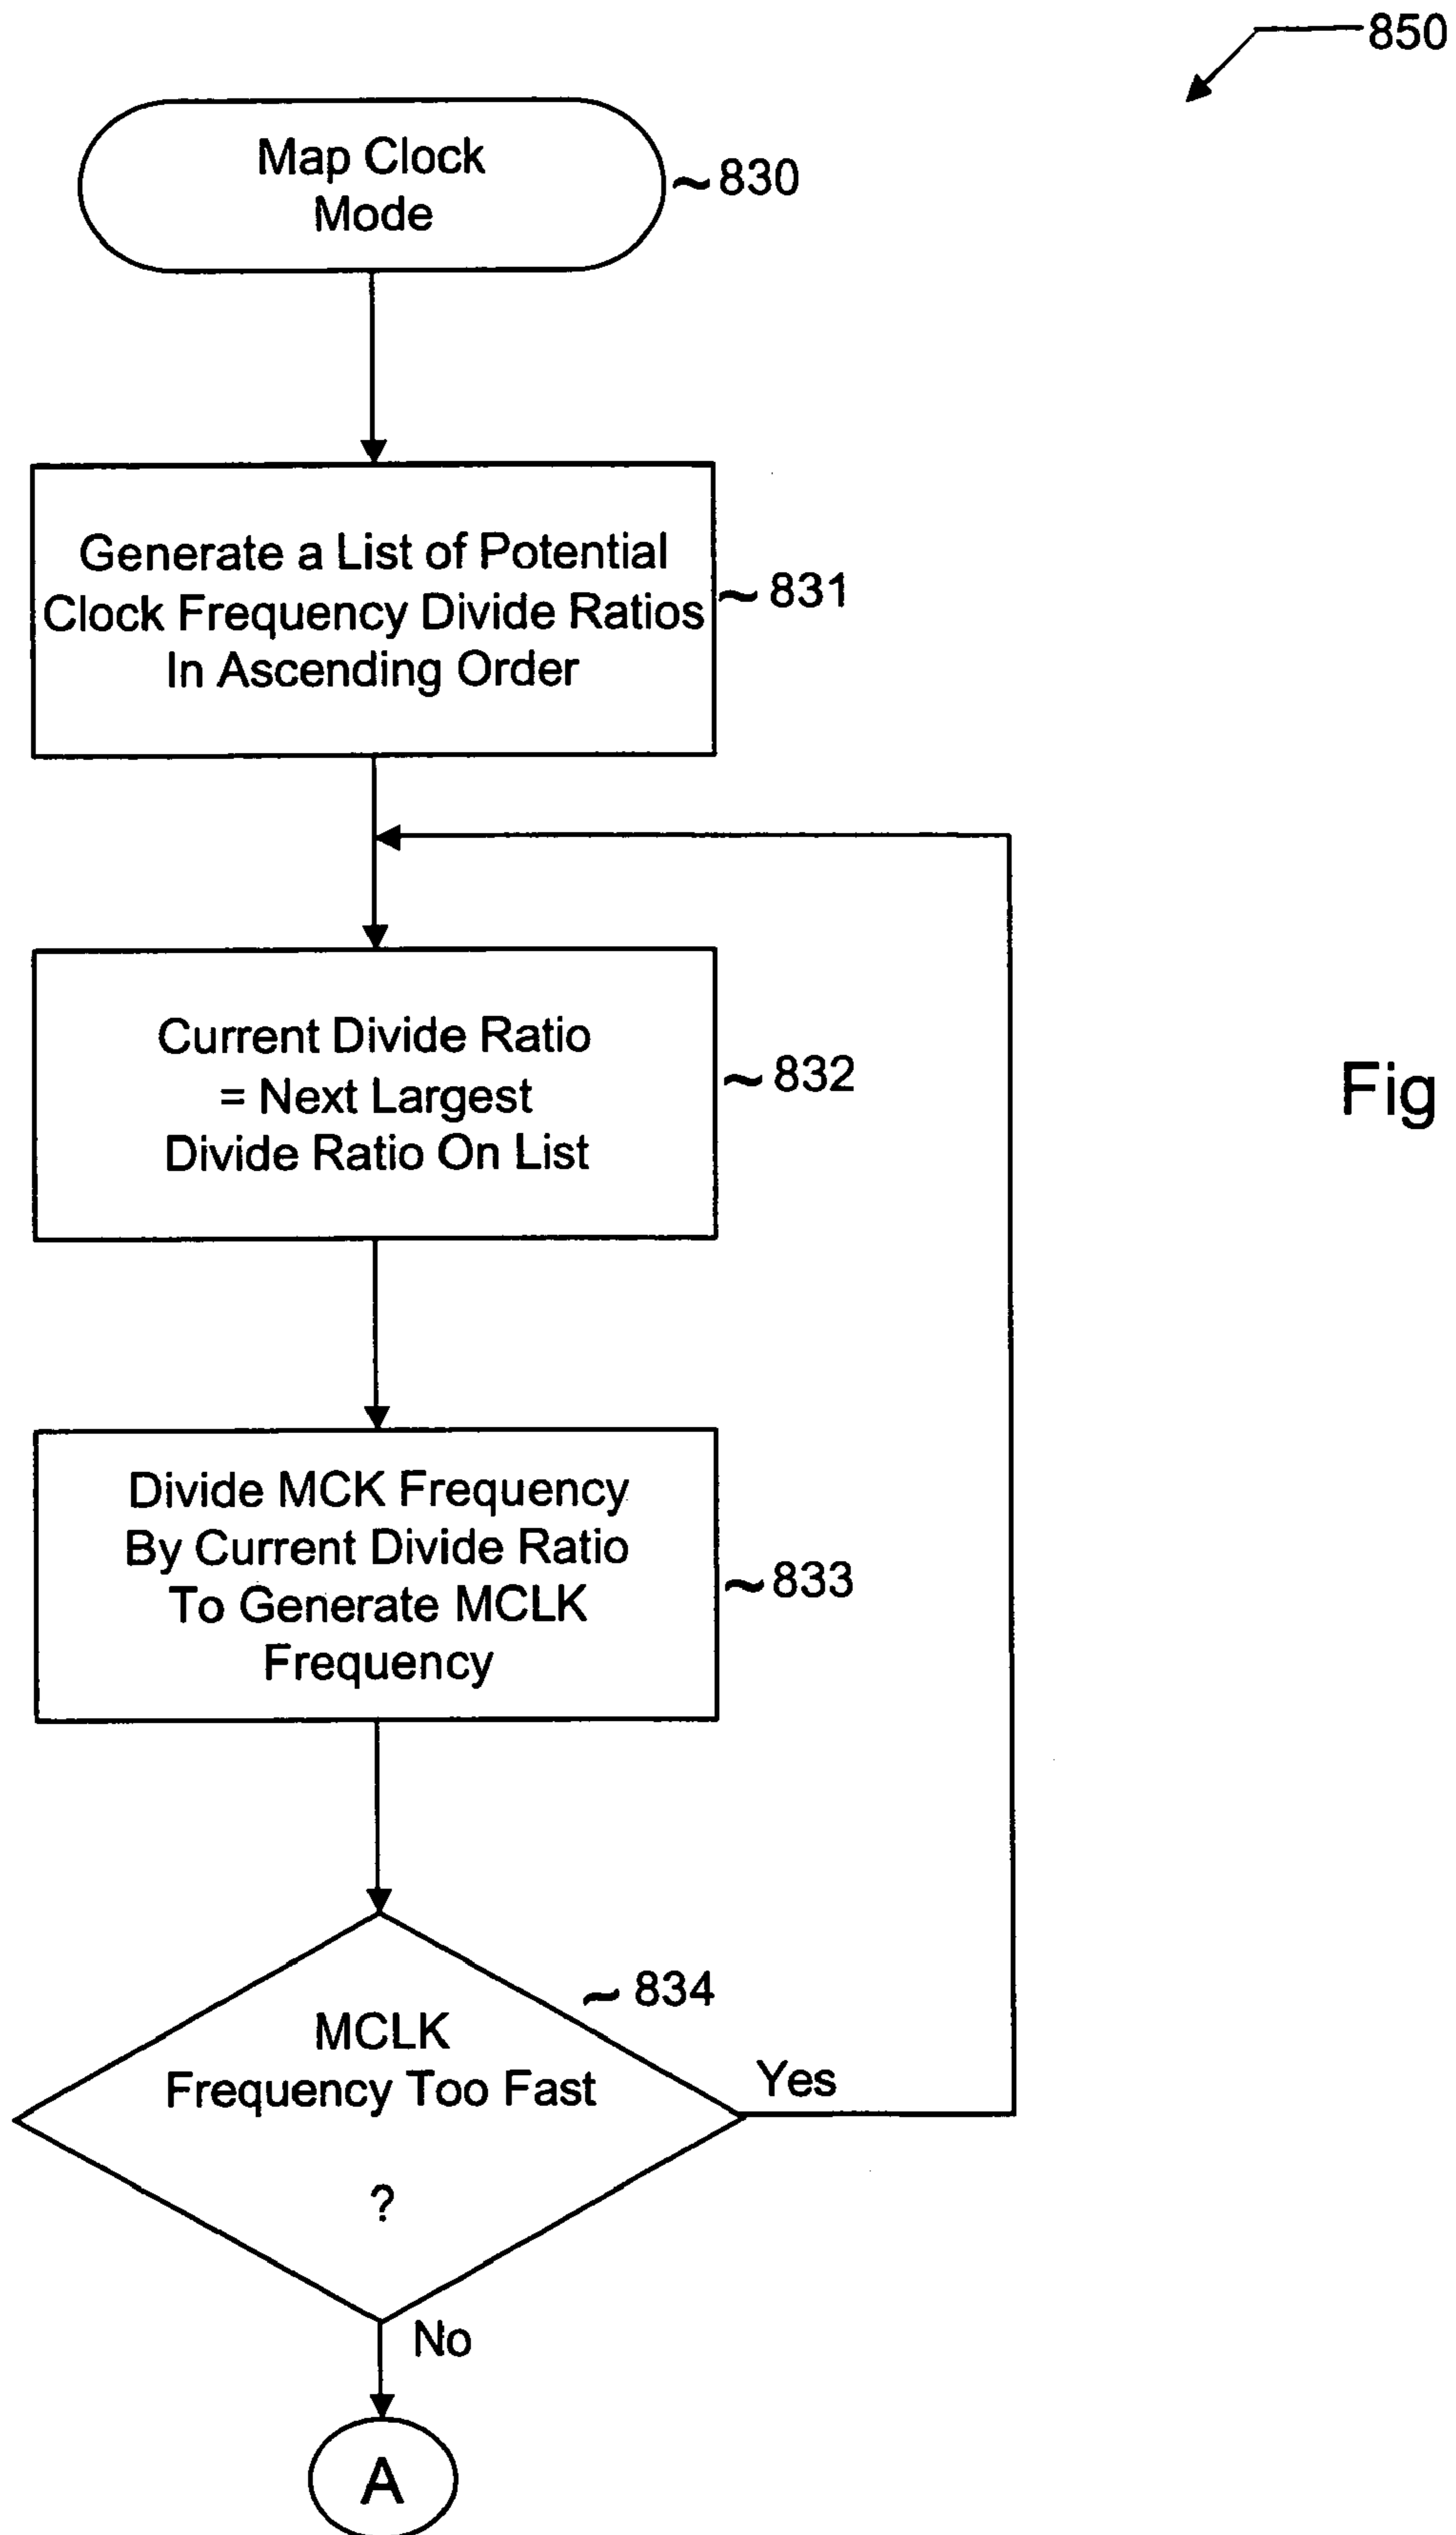 850
Map Clock
Mode
~830
Generate a List of Potential
Clock Frequency Divide Ratios
In Ascending Order
~831
Current Divide Ratio
= Next Largest
Divide Ratio On List
~832
Fig
Divide MCK Frequency
By Current Divide Ratio
To Generate MCLK
Frequency
~833
~834
MCLK
Frequency Too Fast
?
Yes
No
A